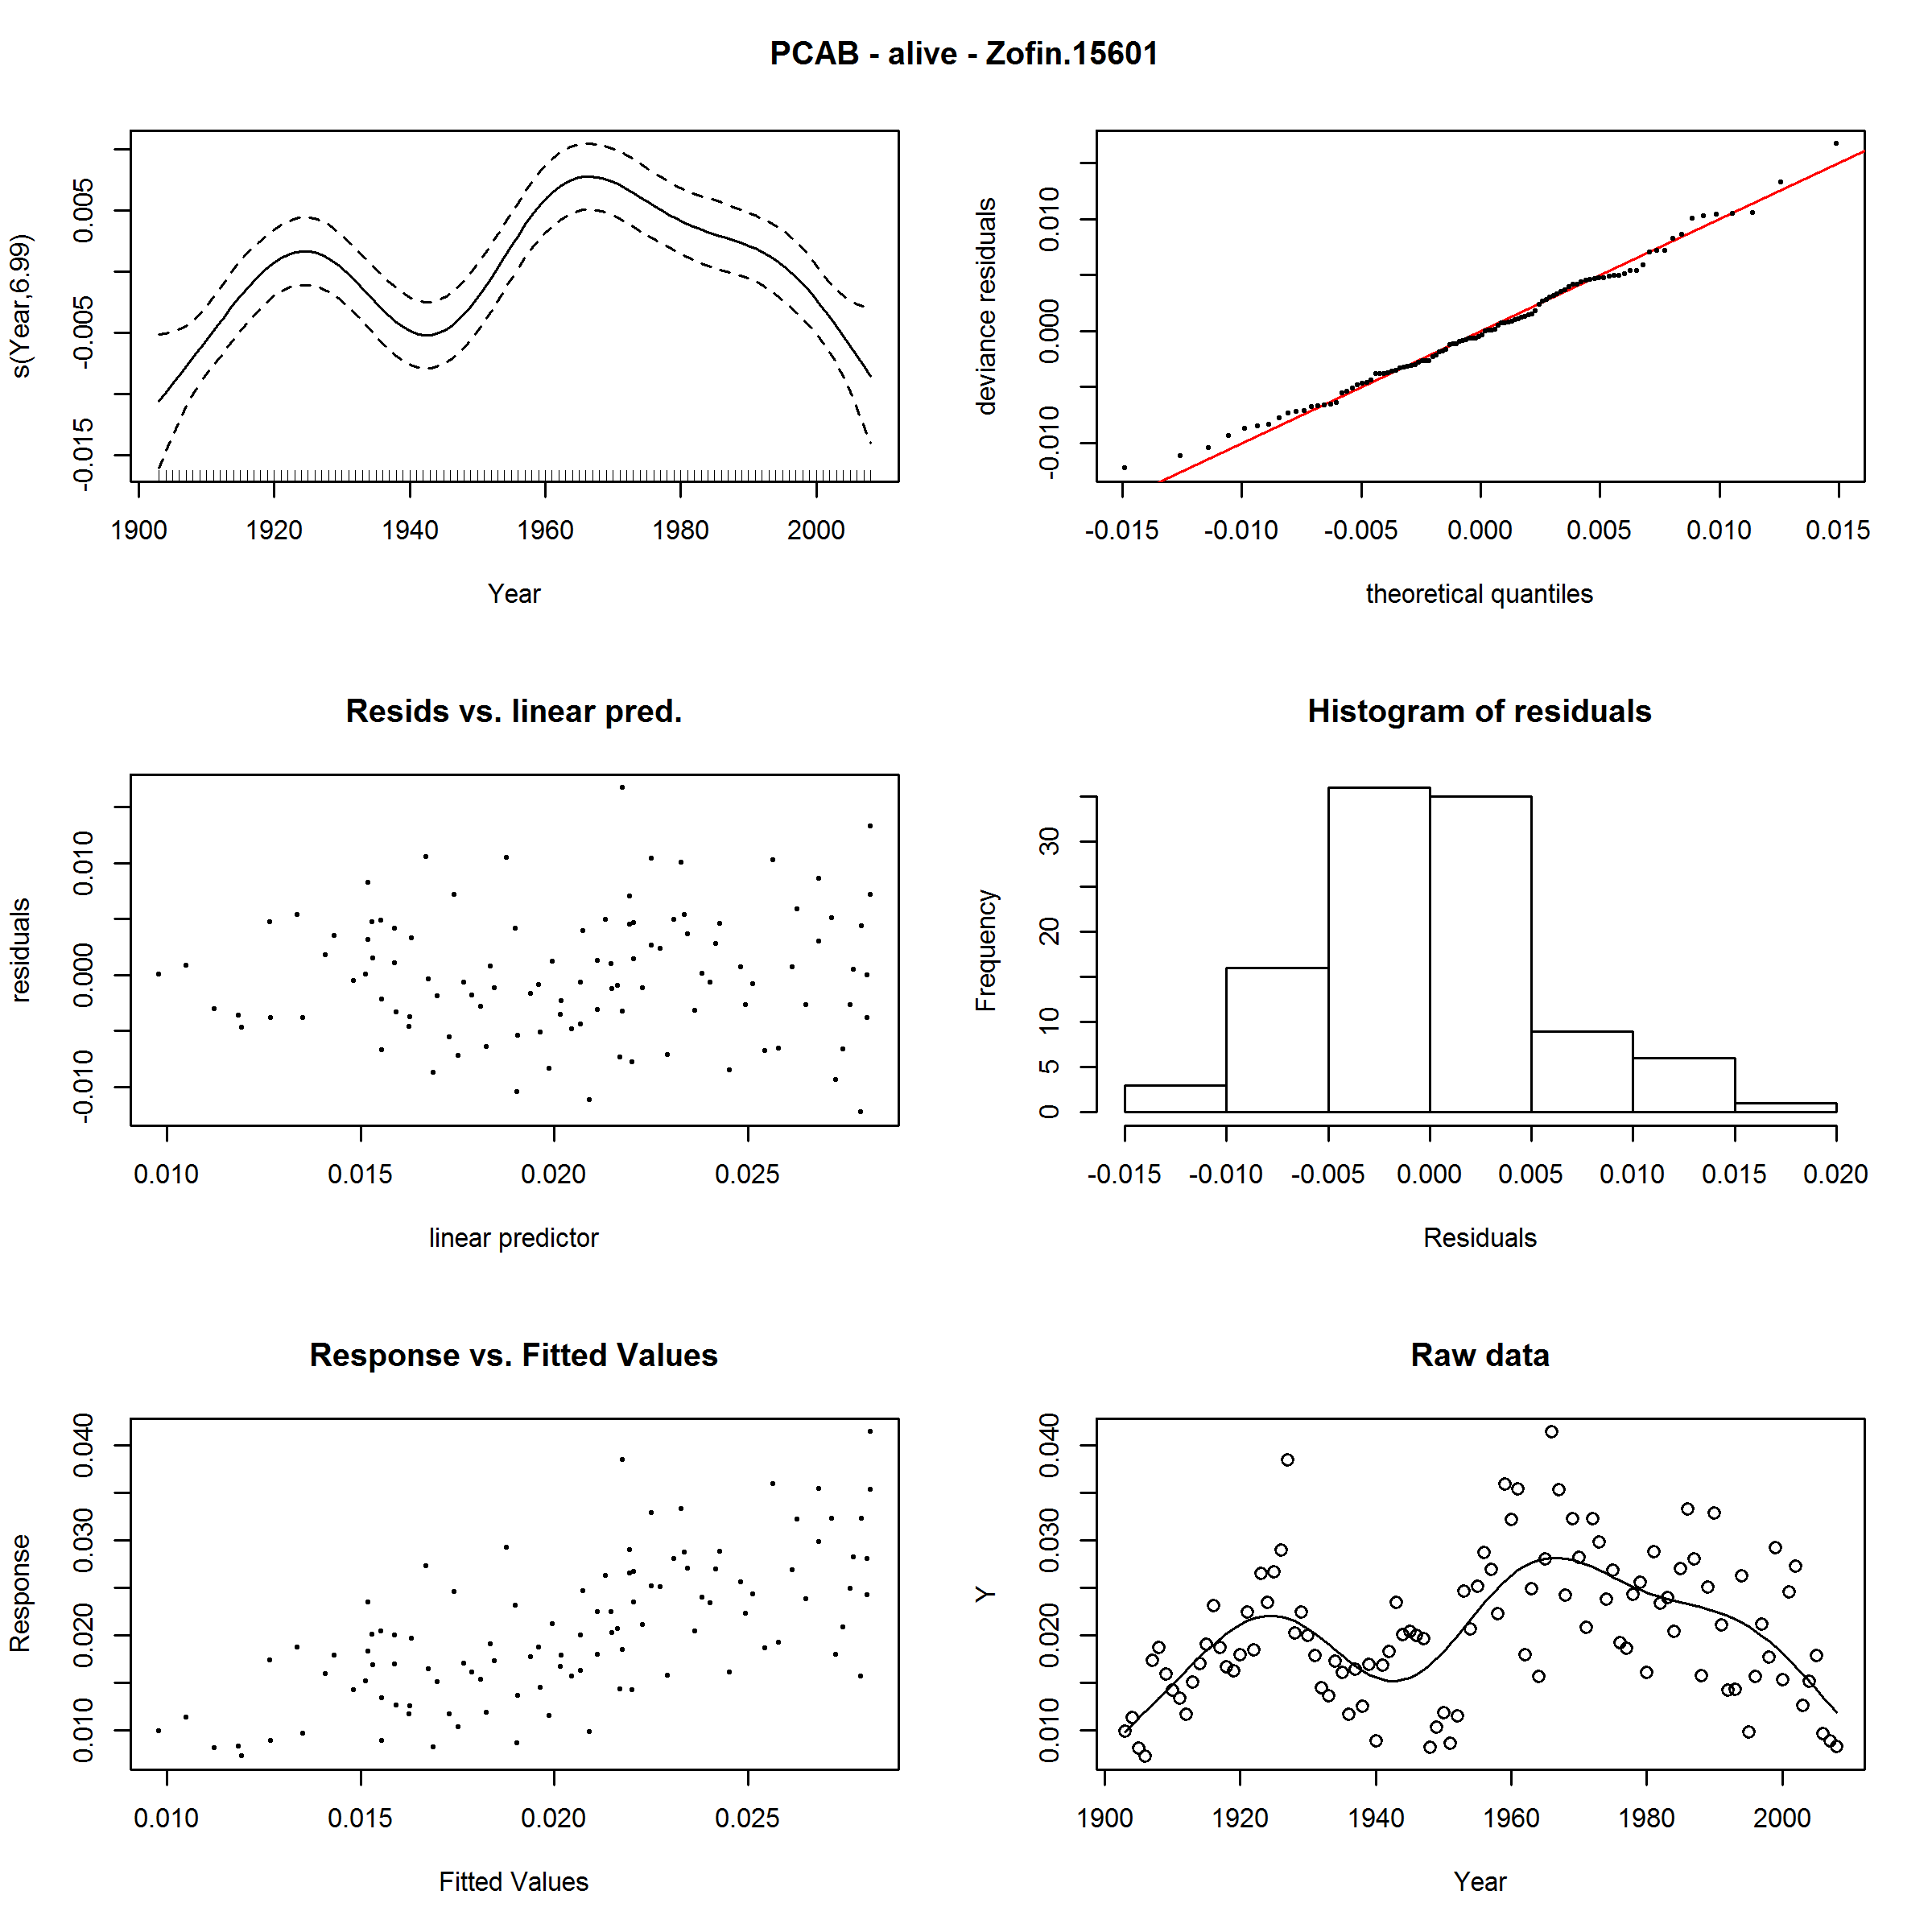 PCAB - alive - Zofin.15601
s(Year,6.99)
-0.015 -0.005 0.005
1900 1920 1940 1960 1980 2000
Year
deviance residuals
-0.010 0.000 0.010
-0.015 -0.010 -0.005 0.000 0.005 0.010 0.015
theoretical quantiles
Resids vs. linear pred.
residuals
-0.010 0.000 0.010
0.010 0.015 0.020 0.025
linear predictor
Histogram of residuals
Frequency
0 5 10 20 30
-0.015 -0.010 -0.005 0.000 0.005 0.010 0.015 0.020
Residuals
Response vs. Fitted Values
Response
0.010 0.020 0.030 0.040
0.010 0.015 0.020 0.025
Fitted Values
Raw data
Y
0.010 0.020 0.030 0.040
1900 1920 1940 1960 1980 2000
Year